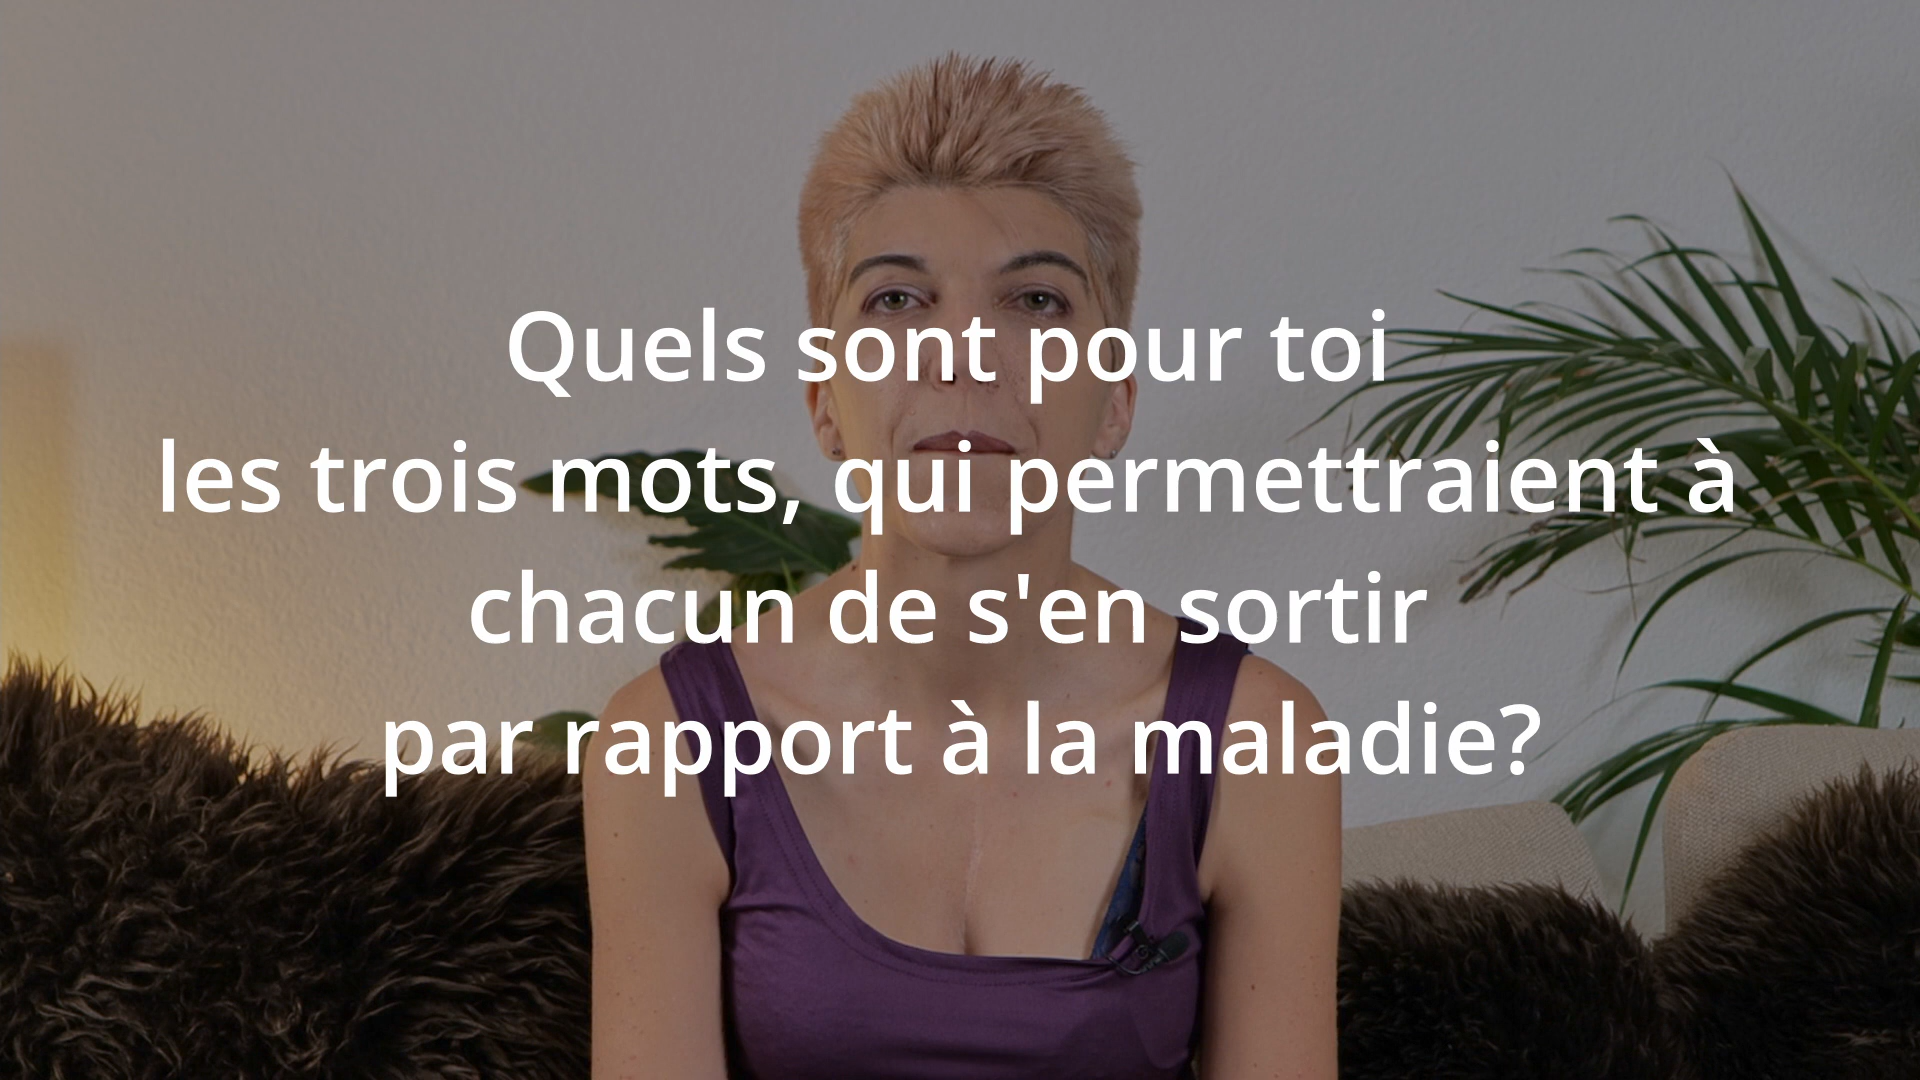 Quels sont pour toi
les trois mots, qui permettraient à
chacun de s'en sortir
par rapport à la maladie?